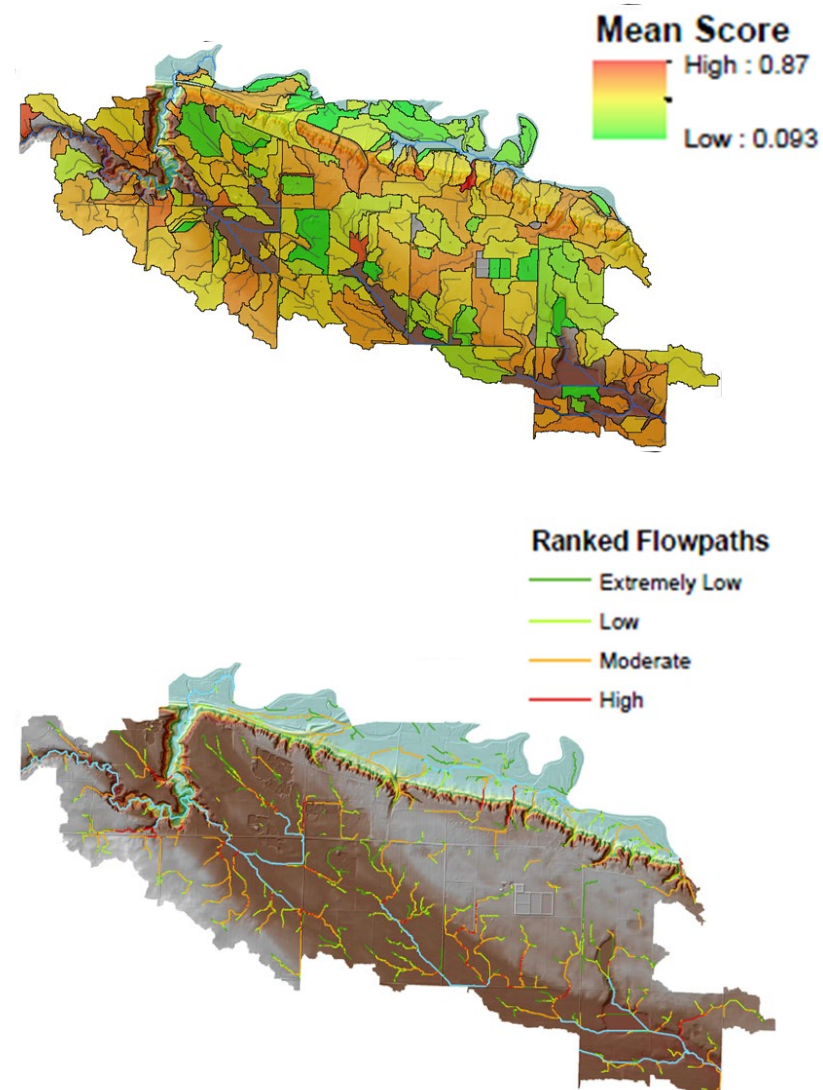 Mean Score
High : 0.87
Low : 0.093
Ranked Flowpaths
Extremely Low
Low
Moderate
High